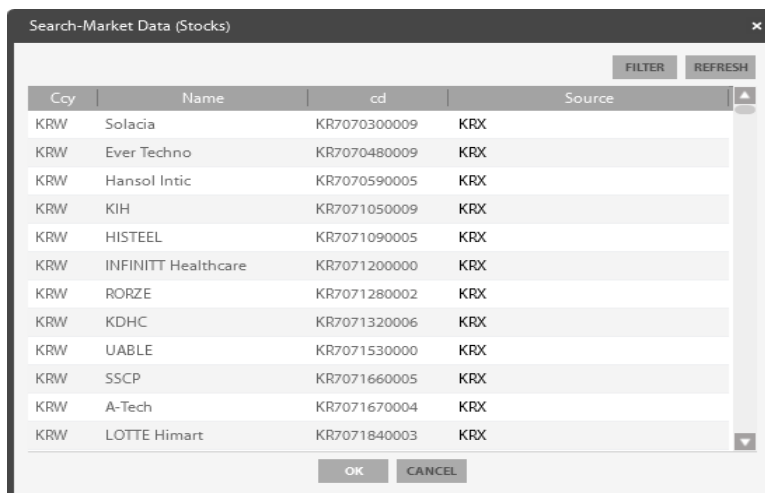 Search-Market Data (Stocks) ×
FILTER REFRESH
Ccy Name cd Source
KRW Solacia KR7070300009 KRX
KRW Ever Techno KR7070480009 KRX
KRW Hansol Intic KR7070590005 KRX
KRW KIH KR7071050009 KRX
KRW HISTEEL KR7071090005 KRX
KRW INFINITT Healthcare KR7071200000 KRX
KRW RORZE KR7071280002 KRX
KRW KDHC KR7071320006 KRX
KRW UABLE KR7071530000 KRX
KRW SSCP KR7071660005 KRX
KRW A-Tech KR7071670004 KRX
KRW LOTTE Himart KR7071840003 KRX
OK CANCEL